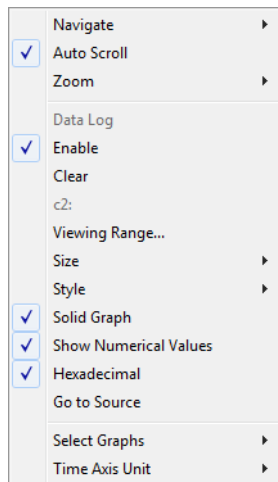 Navigate
Auto Scroll
Zoom
Data Log
Enable
Clear
c2:
Viewing Range...
Size
Style
Solid Graph
Show Numerical Values
Hexadecimal
Go to Source
Select Graphs
Time Axis Unit